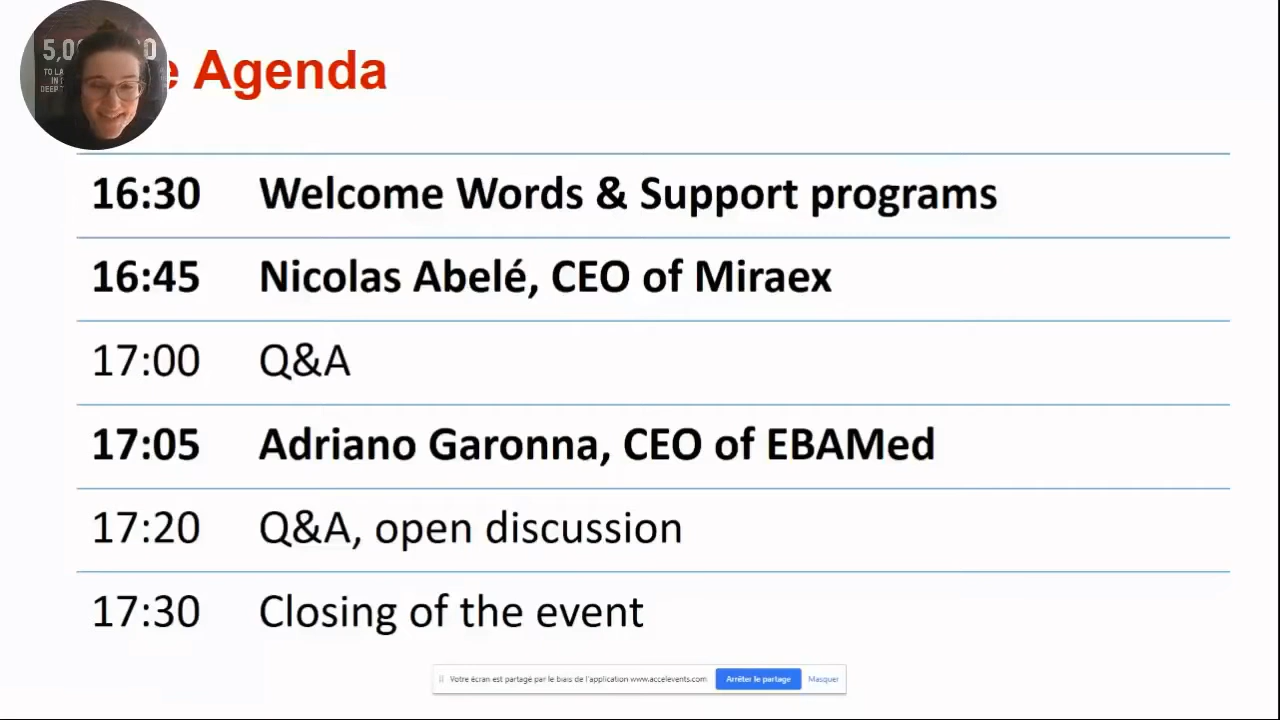 Agenda
16:30 Welcome Words & Support programs
16:45 Nicolas Abelé, CEO of Miraex
17:00 Q&A
17:05 Adriano Garonna, CEO of EBAMed
17:20 Q&A, open discussion
17:30 Closing of the event
Votre écran est partagé par le biais de l'application www.accelevents.com Arrêter le partage Masquer